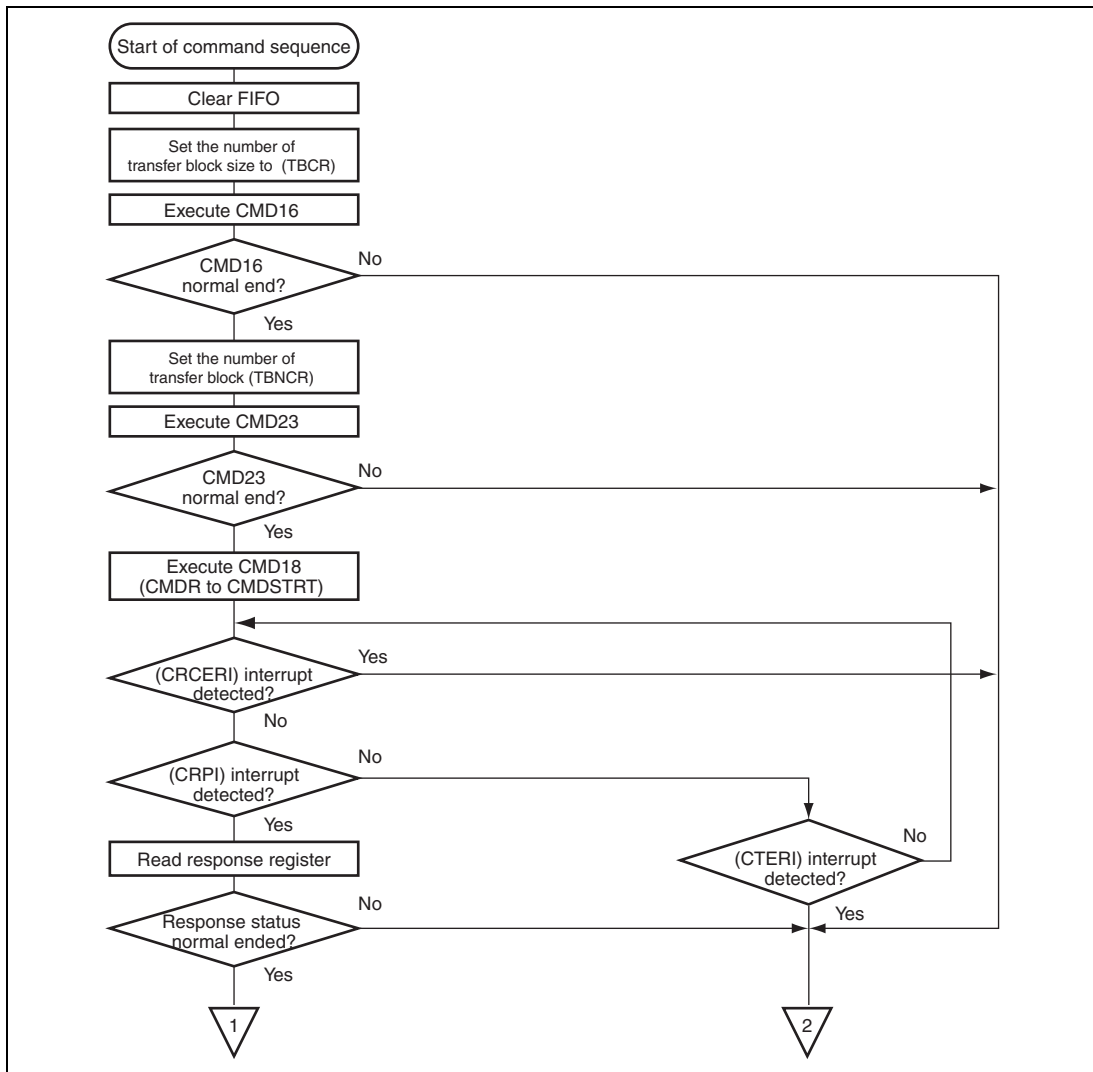 Start of command sequence
Clear FIFO
Set the number of
transfer block size to (TBCR)
Execute CMD16
CMD16
normal end?
No
Yes
Set the number of
transfer block (TBNCR)
Execute CMD23
CMD23
normal end?
No
Yes
Execute CMD18
(CMDR to CMDSTRT)
(CRCERI) interrupt
detected?
Yes
No
(CRPI) interrupt
detected?
No
Yes
(CTERI) interrupt
detected?
No
Yes
Read response register
Response status
normal ended?
No
Yes
1
2